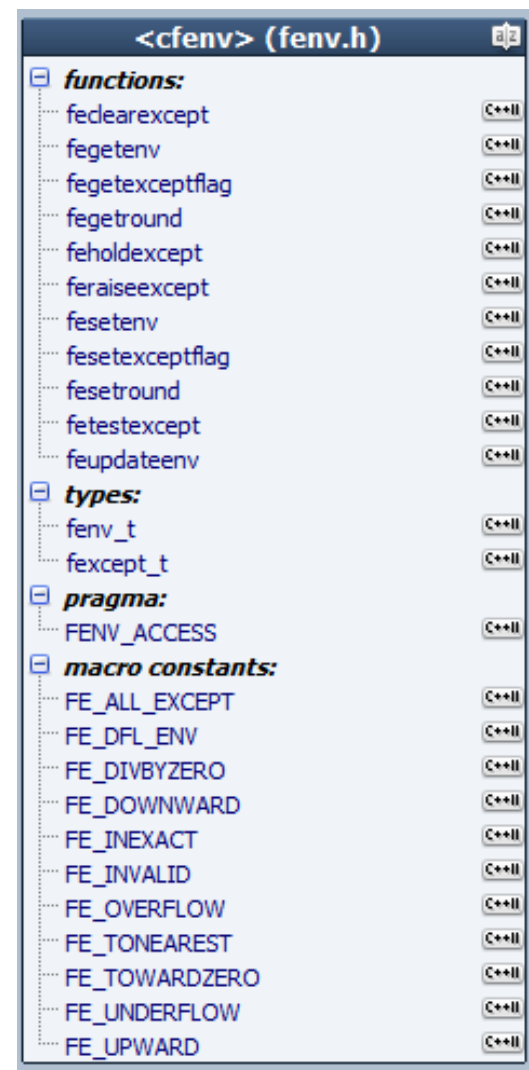 <cfenv> (fenv.h) a z
functions:
feclearexcept C++11
fegetenv C++11
fegetexceptflag C++11
fegetround C++11
feholdexcept C++11
feraiseexcept C++11
fesetenv C++11
fesetexceptflag C++11
fesetround C++11
fetestexcept C++11
feupdateenv C++11
types:
fenv_t C++11
fexcept_t C++11
pragma:
FENV_ACCESS C++11
macro constants:
FE_ALL_EXCEPT C++11
FE_DFL_ENV C++11
FE_DIVBYZERO C++11
FE_DOWNWARD C++11
FE_INEXACT C++11
FE_INVALID C++11
FE_OVERFLOW C++11
FE_TONEAREST C++11
FE_TOWARDZERO C++11
FE_UNDERFLOW C++11
FE_UPWARD C++11